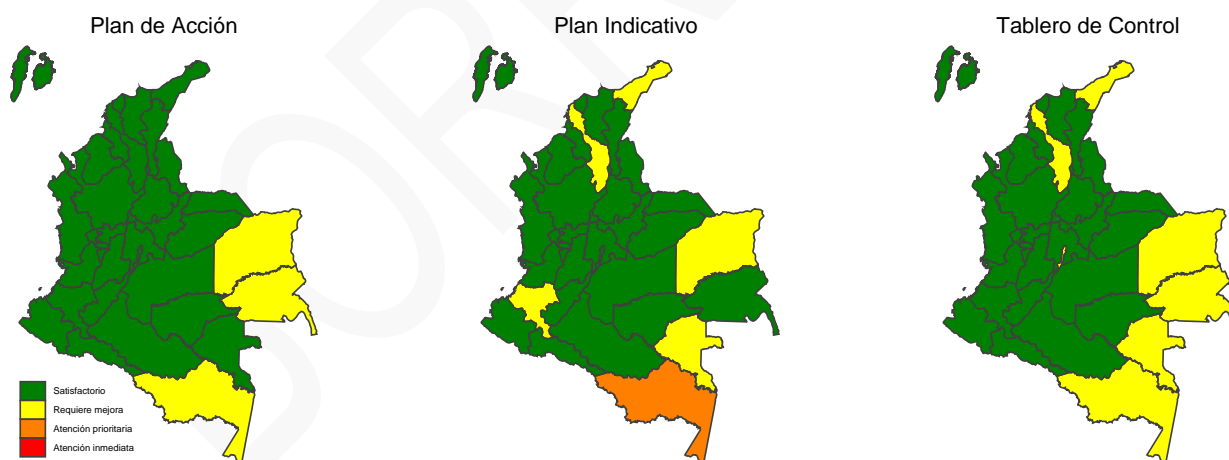 Plan de Acción
Plan Indicativo
Tablero de Control
Satisfactorio
Requiere mejora
Atención prioritaria
Atención inmediata